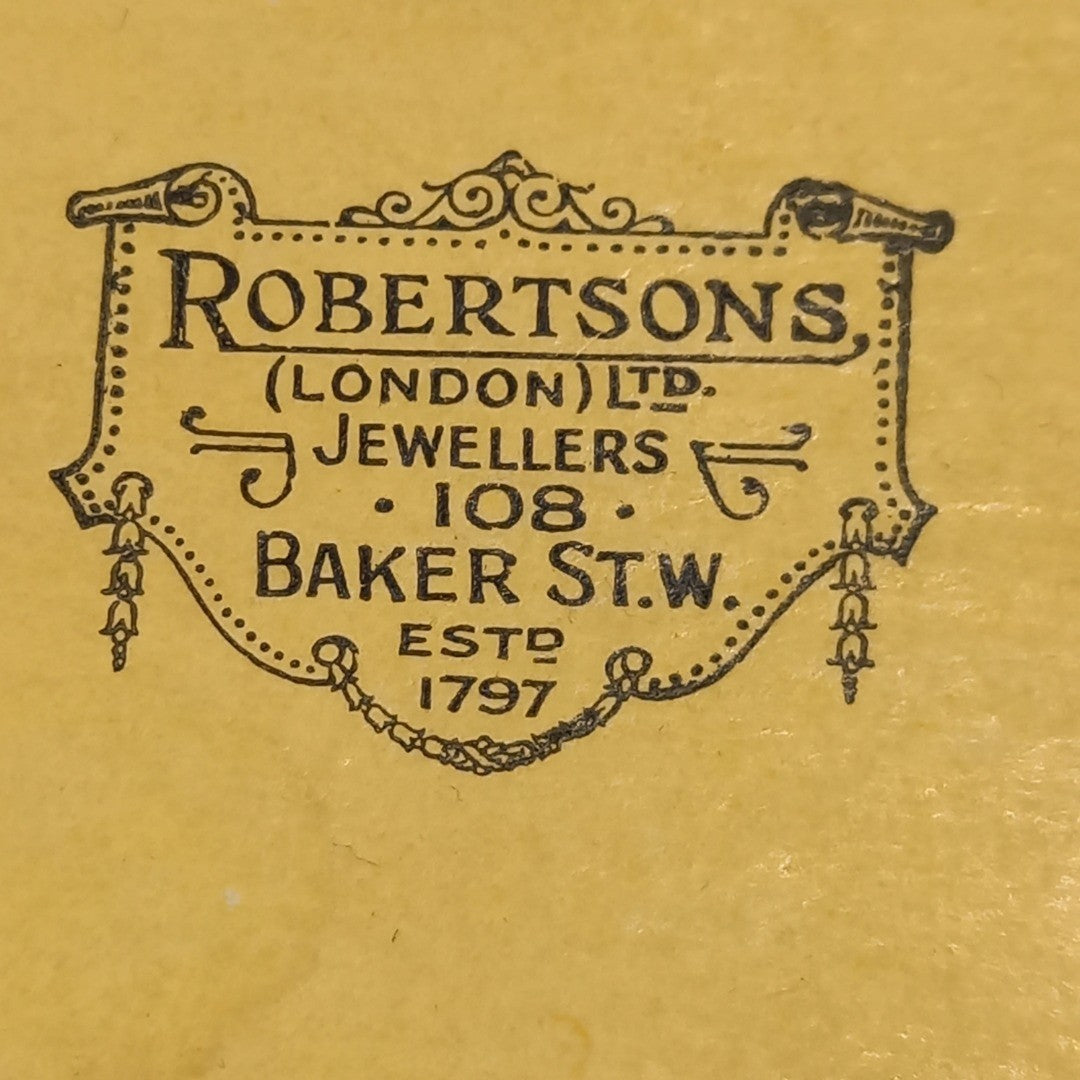 ROBERTSONS,
(LONDON) LTD.
JEWELLERS
· 108 ·
BAKER ST. W.
ESTD
1797